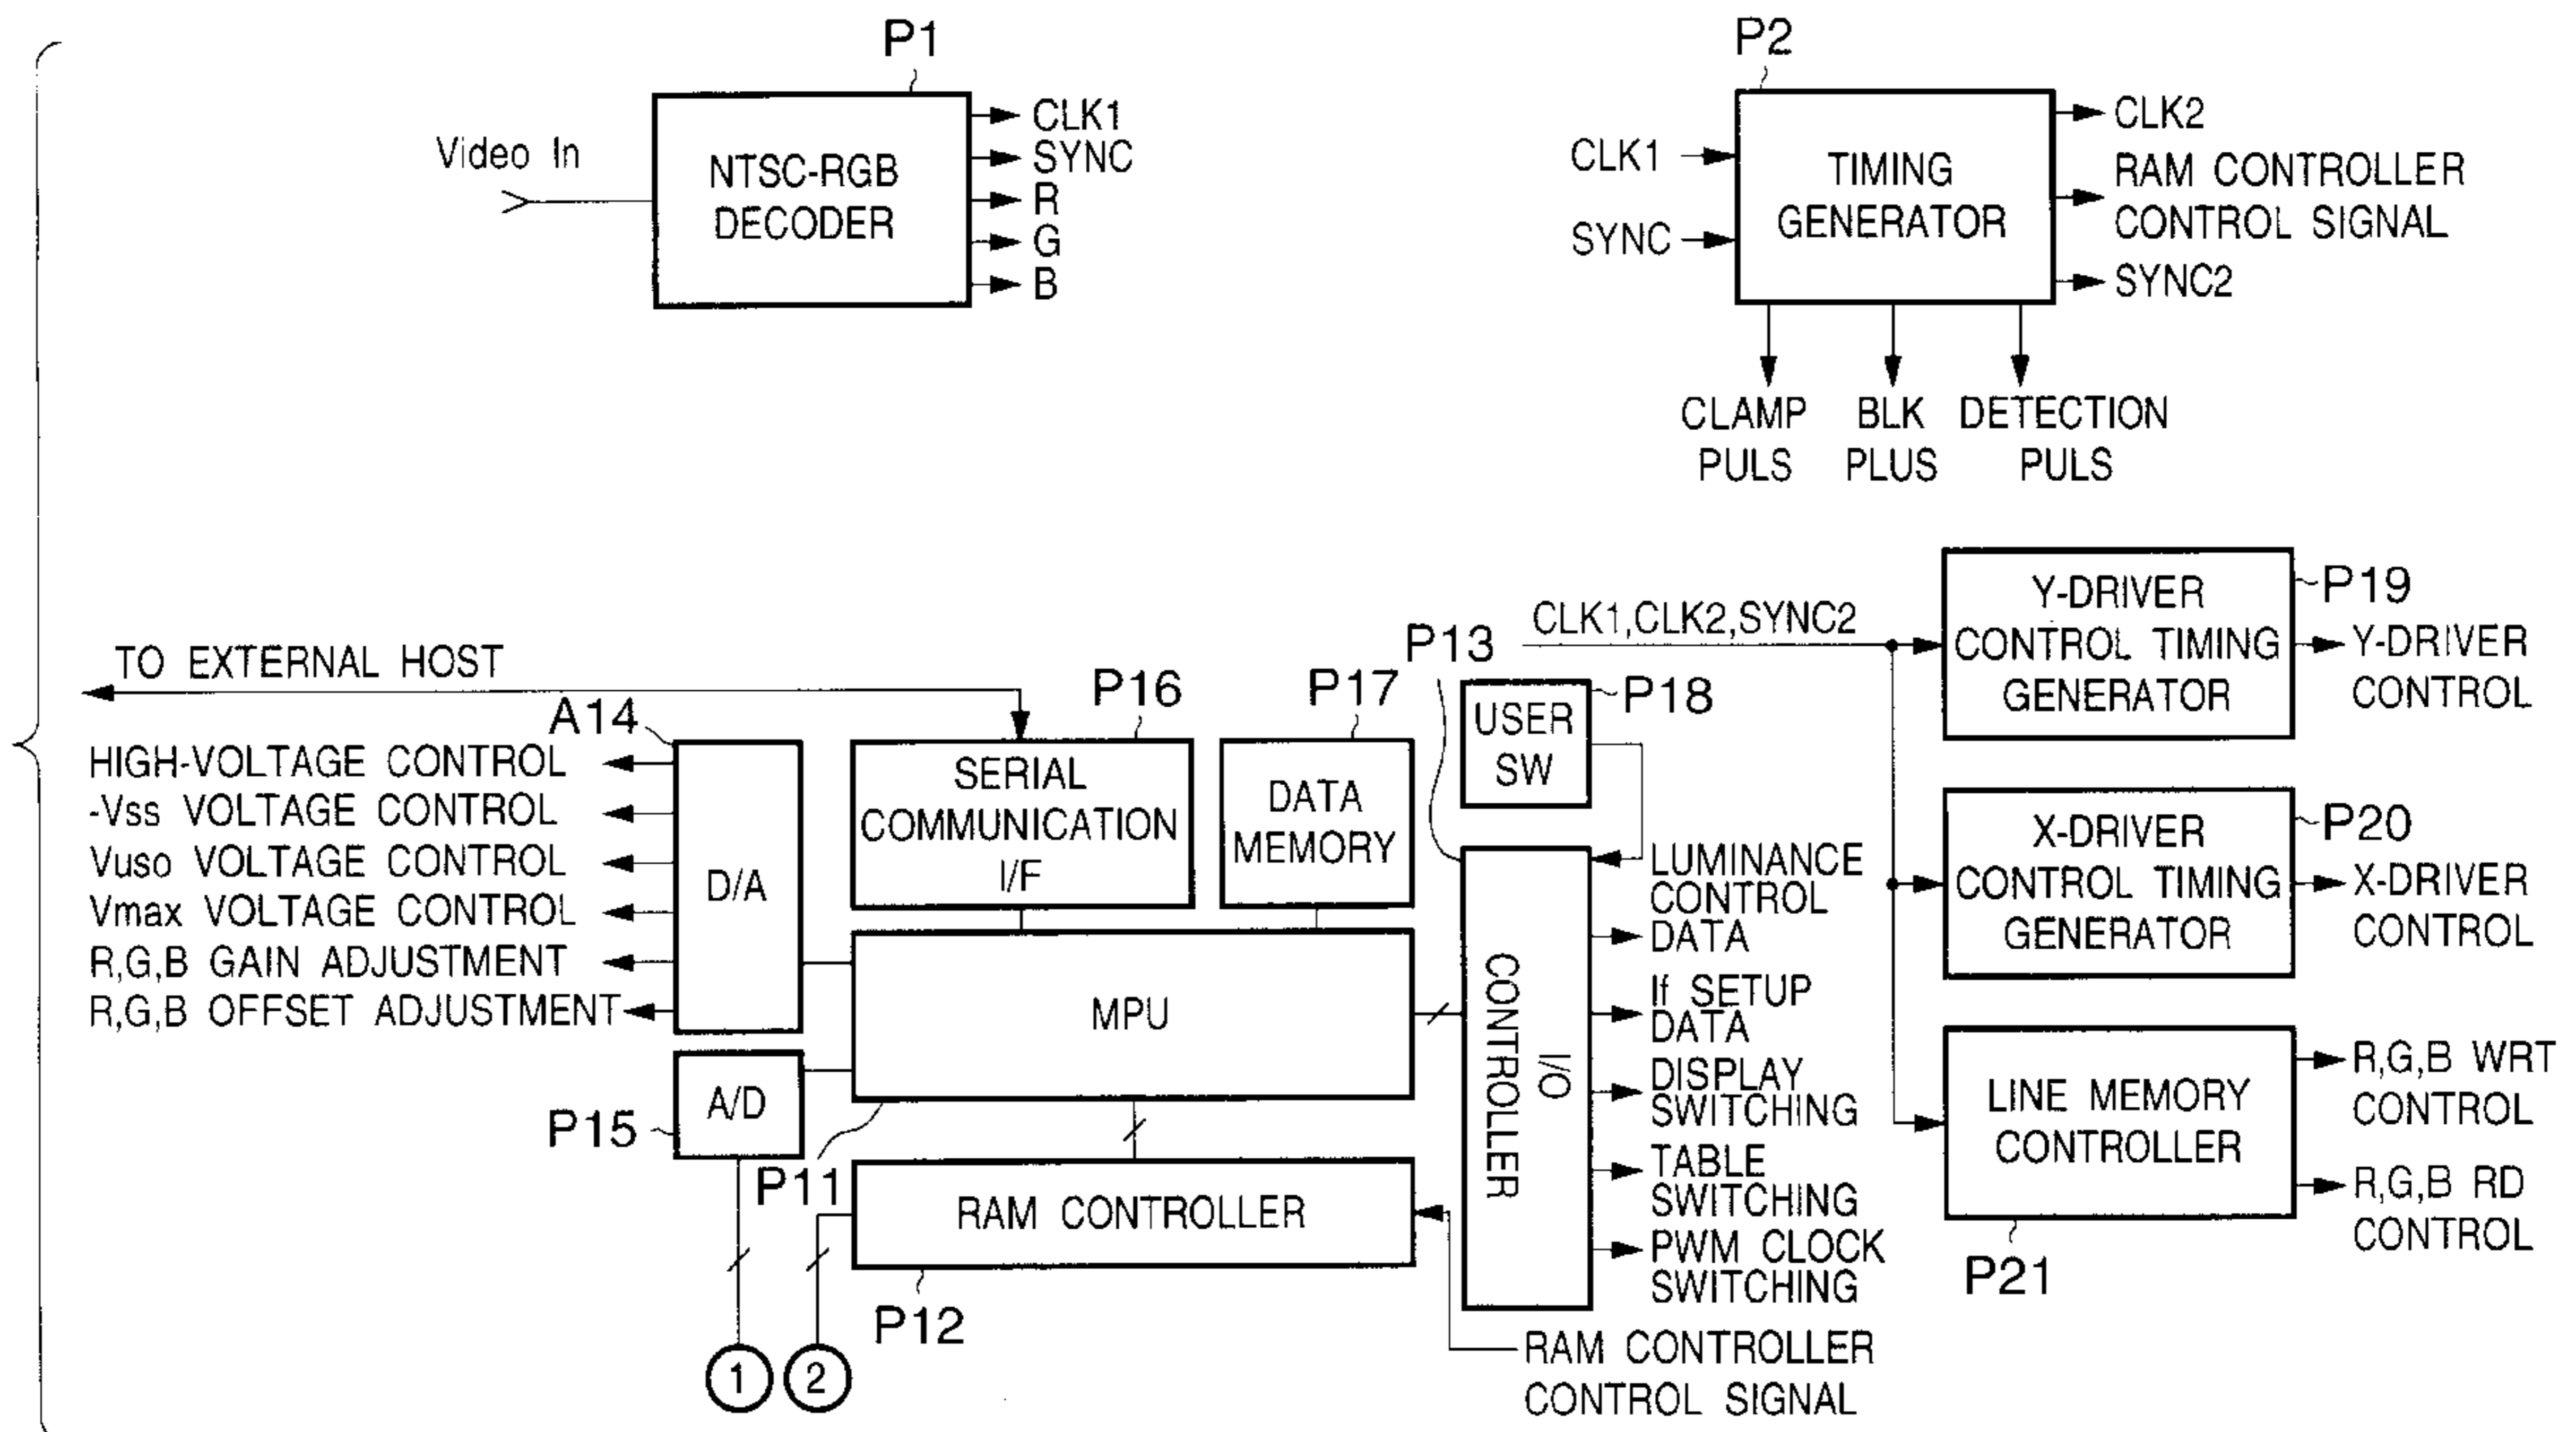 P1
Video In
NTSC-RGB
DECODER
CLK1
SYNC
R
G
B
P2
CLK1
SYNC
TIMING
GENERATOR
CLK2
RAM CONTROLLER
CONTROL SIGNAL
SYNC2
CLAMP
PULS
BLK
PLUS
DETECTION
PULS
TO EXTERNAL HOST
A14
HIGH-VOLTAGE CONTROL
-Vss VOLTAGE CONTROL
Vuso VOLTAGE CONTROL
Vmax VOLTAGE CONTROL
R,G,B GAIN ADJUSTMENT
R,G,B OFFSET ADJUSTMENT
D/A
P16
SERIAL
COMMUNICATION
I/F
P17
DATA
MEMORY
MPU
P11
A/D
P15
RAM CONTROLLER
P12
1
2
P13
I/O
CONTROLLER
P18
USER
SW
LUMINANCE
CONTROL
DATA
If SETUP
DATA
DISPLAY
SWITCHING
TABLE
SWITCHING
PWM CLOCK
SWITCHING
RAM CONTROLLER
CONTROL SIGNAL
CLK1,CLK2,SYNC2
Y-DRIVER
CONTROL TIMING
GENERATOR
P19
Y-DRIVER
CONTROL
X-DRIVER
CONTROL TIMING
GENERATOR
P20
X-DRIVER
CONTROL
LINE MEMORY
CONTROLLER
P21
R,G,B WRT
CONTROL
R,G,B RD
CONTROL